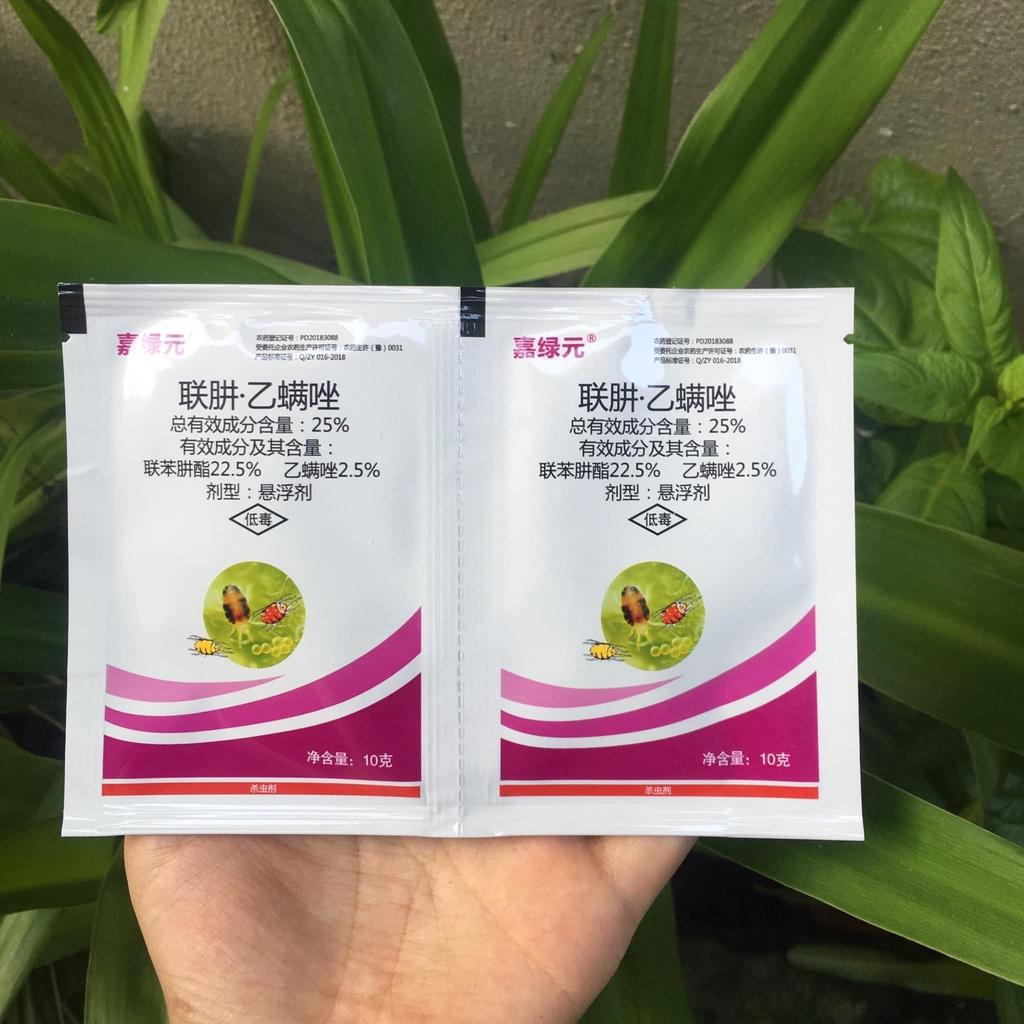 嘉绿元
农药登记证号：PD20183088
受委托企业农药生产许可证号：农药生许（豫）0031
产品标准证号：Q/ZY 016-2018
联肼·乙螨唑
总有效成分含量：25%
有效成分及其含量：
联苯肼酯22.5% 乙螨唑2.5%
剂型：悬浮剂
低毒
净含量：10克
杀虫剂
嘉绿元®
农药登记证号：PD20183088
受委托企业农药生产许可证号：农药生许（豫）0031
产品标准证号：Q/ZY 016-2018
联肼·乙螨唑
总有效成分含量：25%
有效成分及其含量：
联苯肼酯22.5% 乙螨唑2.5%
剂型：悬浮剂
低毒
净含量：10克
杀虫剂